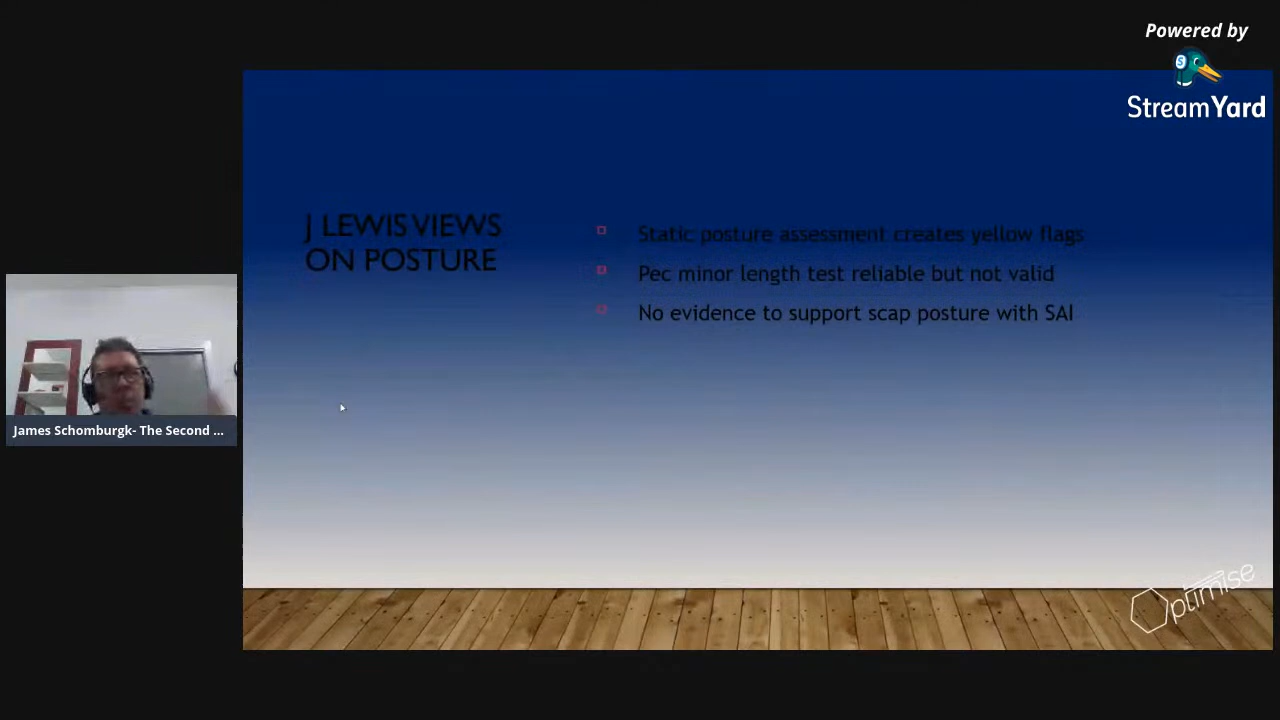 Powered by
StreamYard
J LEWIS VIEWS
ON POSTURE
Static posture assessment creates yellow flags
Pec minor length test reliable but not valid
No evidence to support scap posture with SAI
James Schomburgk- The Second ...
Optimise